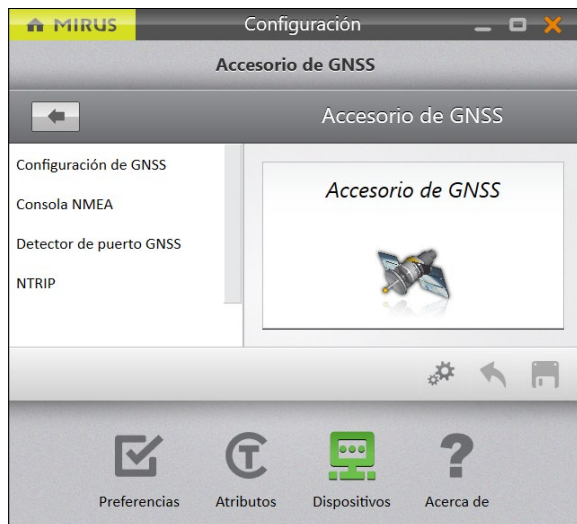 MIRUS
Configuración
Accesorio de GNSS
Accesorio de GNSS
Configuración de GNSS
Consola NMEA
Detector de puerto GNSS
NTRIP
Accesorio de GNSS
Preferencias
Atributos
Dispositivos
Acerca de